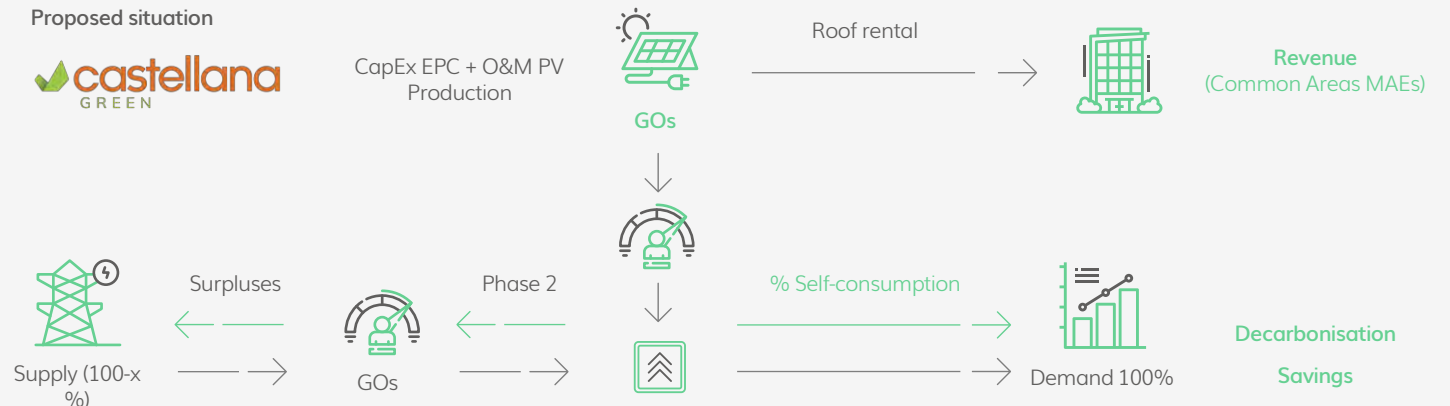 Proposed situation
castellana
GREEN
CapEx EPC + O&M PV
Production
GOs
Roof rental
Revenue
(Common Areas MAEs)
Surpluses
Phase 2
% Self-consumption
Decarbonisation
Supply (100-x
%)
GOs
Demand 100%
Savings